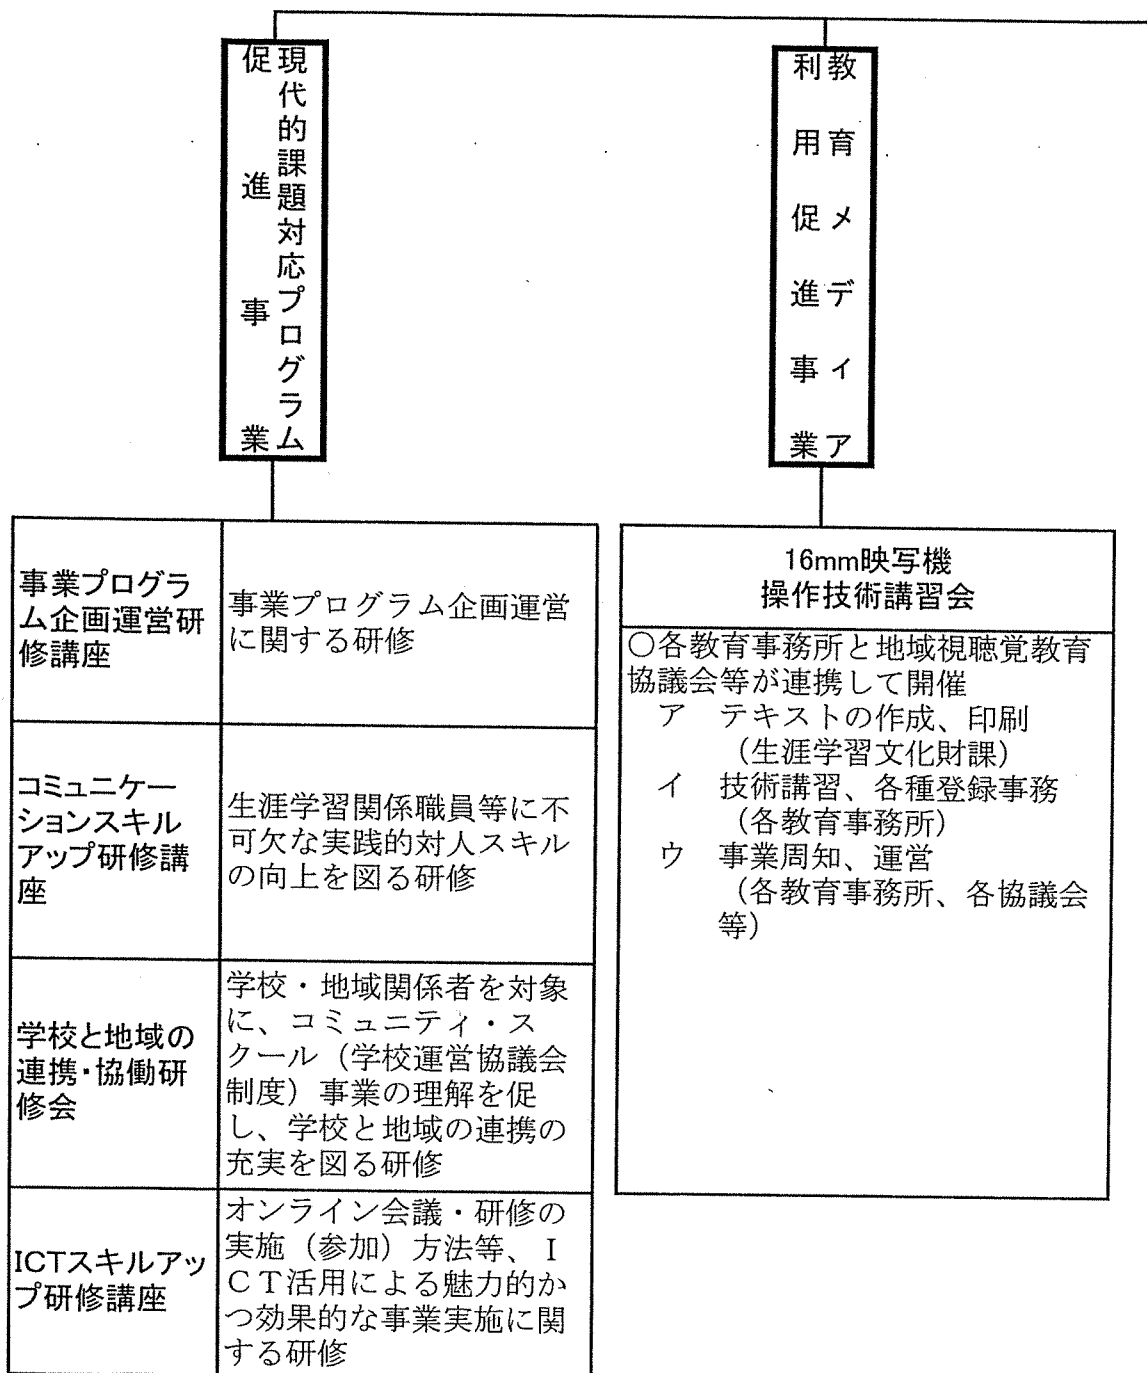 現代的課題対応プログラム
促進事業
事業プログラ
ム企画運営研
修講座
事業プログラム企画運営
に関する研修
コミュニケー
ションスキル
アップ研修講
座
生涯学習関係職員等に不
可欠な実践的対人スキル
の向上を図る研修
学校と地域の
連携・協働研
修会
学校・地域関係者を対象
に、コミュニティ・ス
クール（学校運営協議会
制度）事業の理解を促
し、学校と地域の連携の
充実を図る研修
ICTスキルアッ
プ研修講座
オンライン会議・研修の
実施（参加）方法等、Ｉ
ＣＴ活用による魅力的か
つ効果的な事業実施に関
する研修
教育メディア
利用促進事業
16mm映写機
操作技術講習会
○各教育事務所と地域視聴覚教育
協議会等が連携して開催
ア　テキストの作成、印刷
（生涯学習文化財課）
イ　技術講習、各種登録事務
（各教育事務所）
ウ　事業周知、運営
（各教育事務所、各協議会
等）